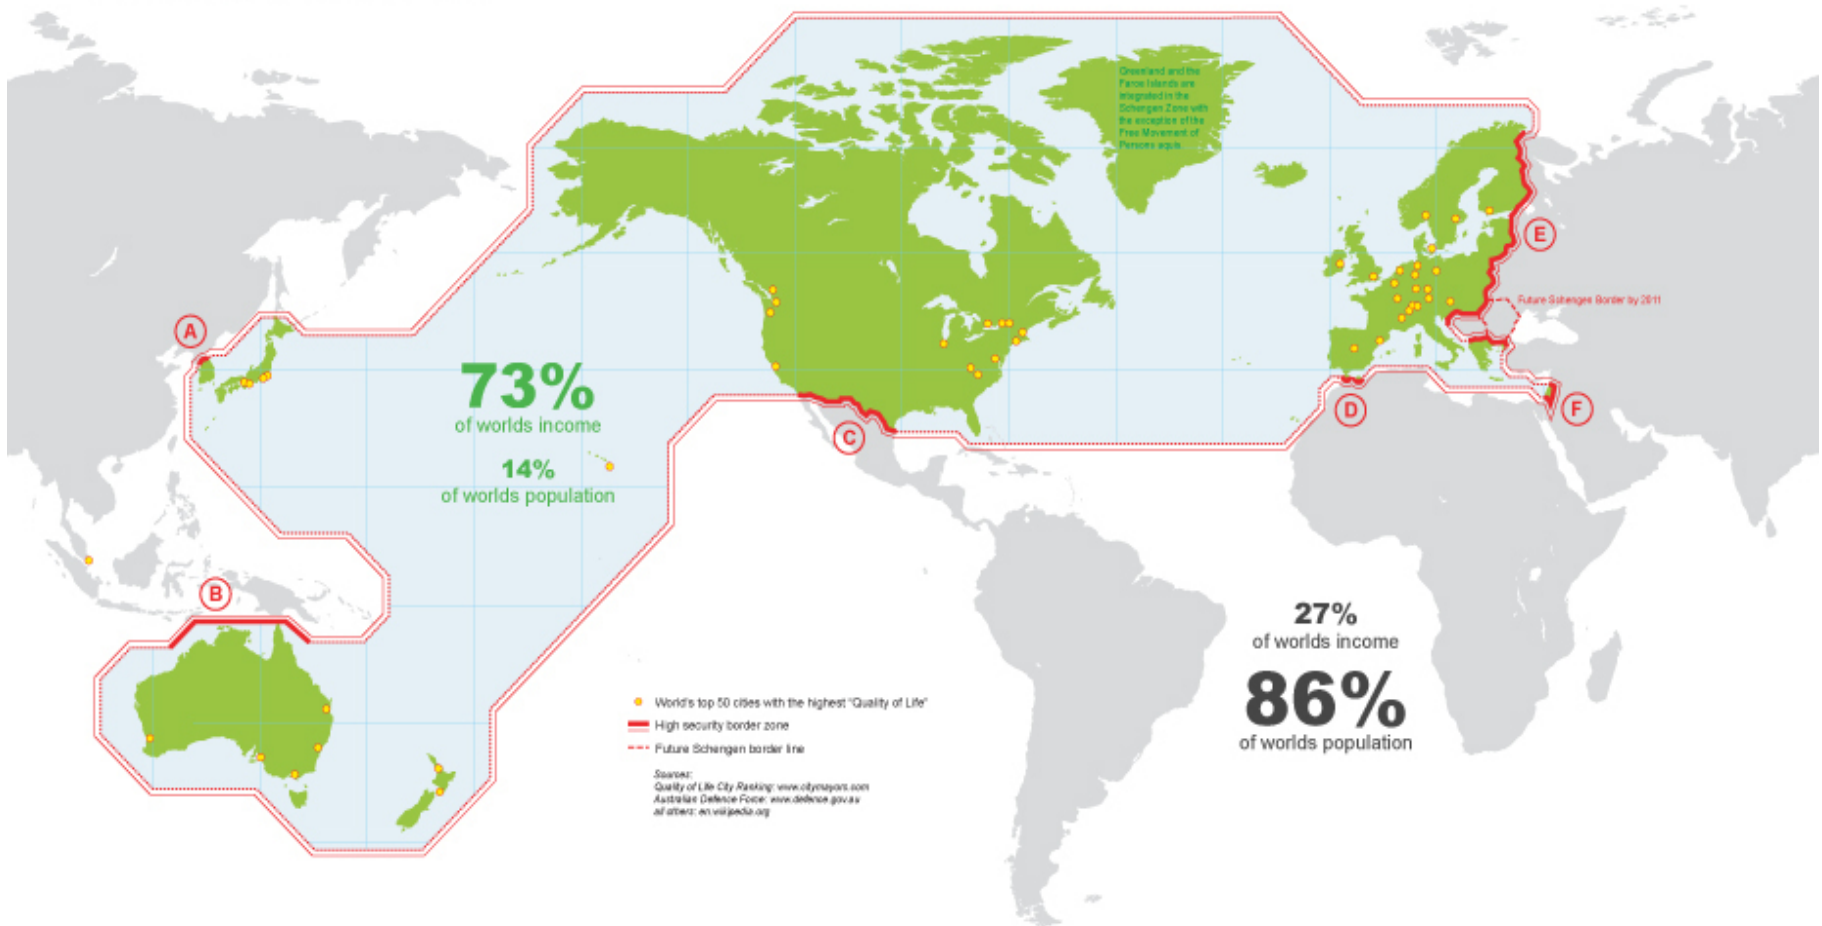 Greenland and the
Faroe Islands are
integrated in the
Schengen Zone with
the exception of the
Free Movement of
Persons aquis
E
Future Schengen Border by 2011
A
73%
of worlds income
14%
of worlds population
C
D
F
B
27%
of worlds income
86%
of worlds population
World's top 50 cities with the highest "Quality of Life"
High security border zone
Future Schengen border line
Sources:
Quality of Life City Ranking: www.citymayors.com
Australian Defence Force: www.defence.gov.au
all others: en.wikipedia.org